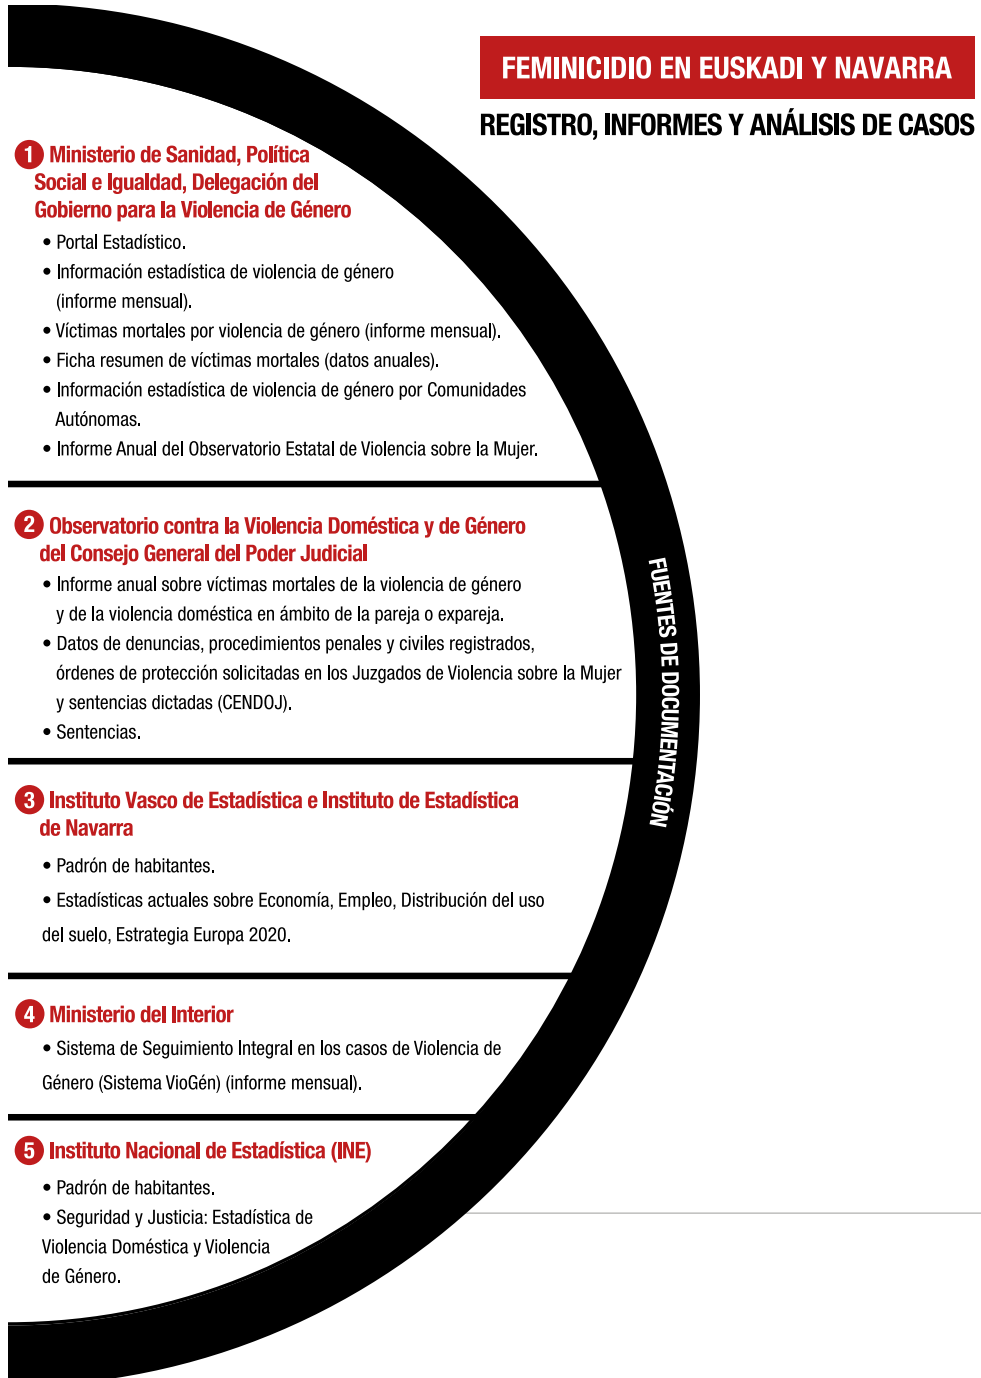 FEMINICIDIO EN EUSKADI Y NAVARRA
REGISTRO, INFORMES Y ANÁLISIS DE CASOS
1 Ministerio de Sanidad, Política
Social e Igualdad, Delegación del
Gobierno para la Violencia de Género
• Portal Estadístico.
• Información estadística de violencia de género
(informe mensual).
• Víctimas mortales por violencia de género (informe mensual).
• Ficha resumen de víctimas mortales (datos anuales).
• Información estadística de violencia de género por Comunidades
Autónomas.
• Informe Anual del Observatorio Estatal de Violencia sobre la Mujer.
2 Observatorio contra la Violencia Doméstica y de Género
del Consejo General del Poder Judicial
• Informe anual sobre víctimas mortales de la violencia de género
y de la violencia doméstica en ámbito de la pareja o expareja.
• Datos de denuncias, procedimientos penales y civiles registrados,
órdenes de protección solicitadas en los Juzgados de Violencia sobre la Mujer
y sentencias dictadas (CENDOJ).
• Sentencias.
3 Instituto Vasco de Estadística e Instituto de Estadística
de Navarra
• Padrón de habitantes.
• Estadísticas actuales sobre Economía, Empleo, Distribución del uso
del suelo, Estrategia Europa 2020.
4 Ministerio del Interior
• Sistema de Seguimiento Integral en los casos de Violencia de
Género (Sistema VioGén) (informe mensual).
5 Instituto Nacional de Estadística (INE)
• Padrón de habitantes.
• Seguridad y Justicia: Estadística de
Violencia Doméstica y Violencia
de Género.
FUENTES DE DOCUMENTACIÓN